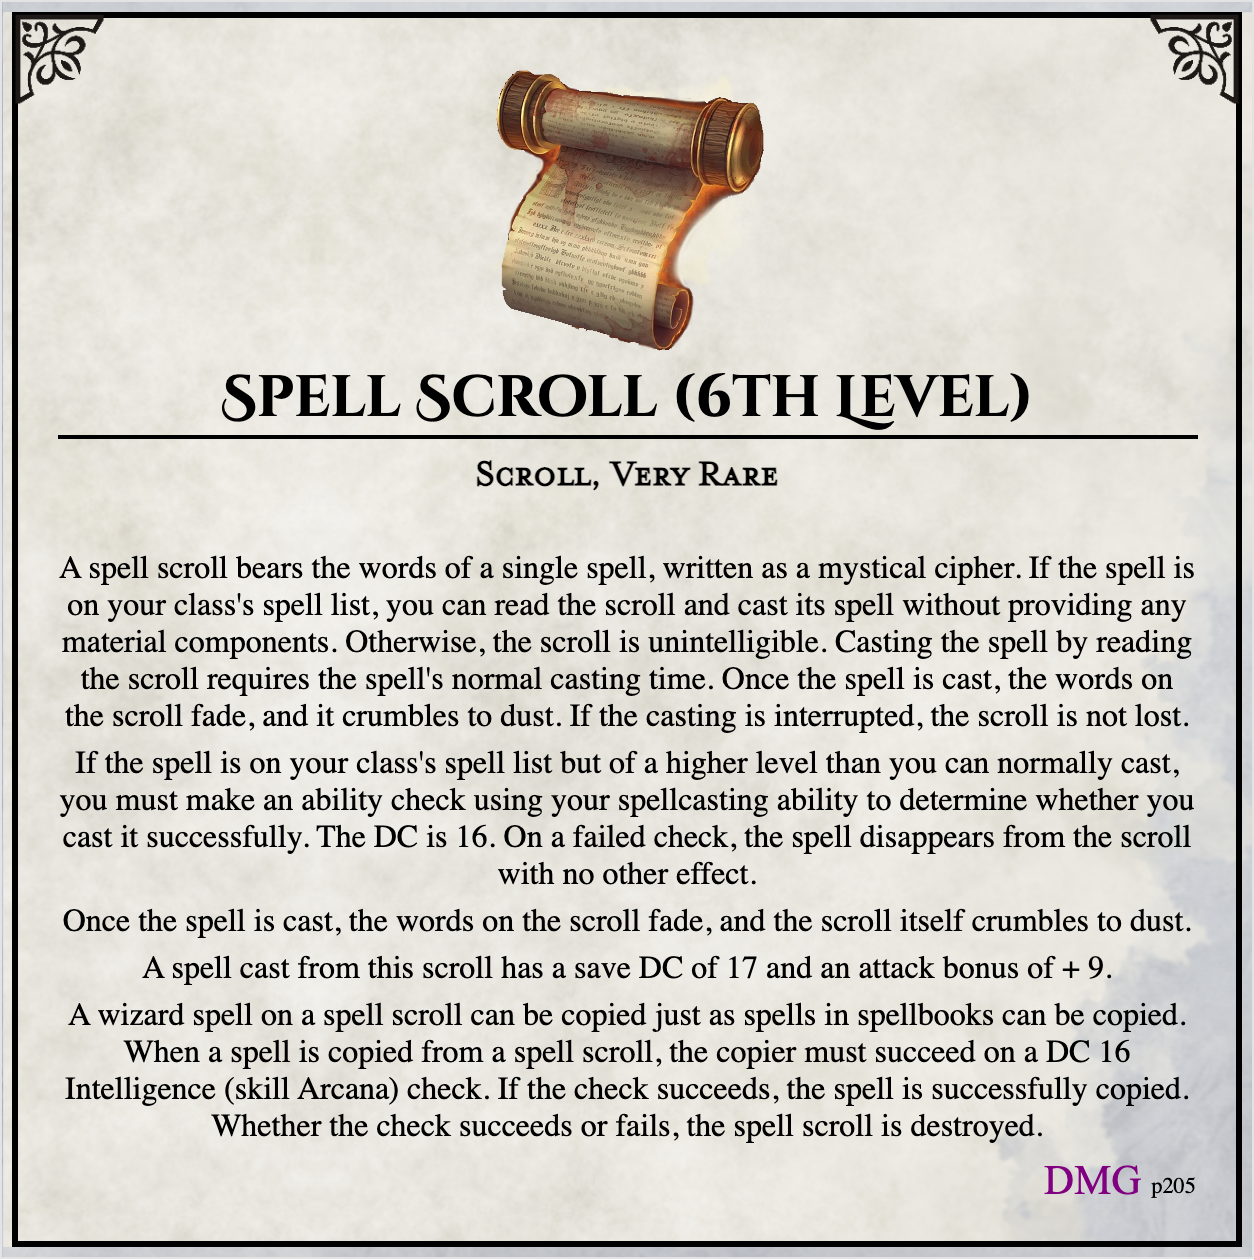 Spell Scroll (6th Level)
Scroll, Very Rare
A spell scroll bears the words of a single spell, written as a mystical cipher. If the spell is
on your class's spell list, you can read the scroll and cast its spell without providing any
material components. Otherwise, the scroll is unintelligible. Casting the spell by reading
the scroll requires the spell's normal casting time. Once the spell is cast, the words on
the scroll fade, and it crumbles to dust. If the casting is interrupted, the scroll is not lost.
If the spell is on your class's spell list but of a higher level than you can normally cast,
you must make an ability check using your spellcasting ability to determine whether you
cast it successfully. The DC is 16. On a failed check, the spell disappears from the scroll
with no other effect.
Once the spell is cast, the words on the scroll fade, and the scroll itself crumbles to dust.
A spell cast from this scroll has a save DC of 17 and an attack bonus of + 9.
A wizard spell on a spell scroll can be copied just as spells in spellbooks can be copied.
When a spell is copied from a spell scroll, the copier must succeed on a DC 16
Intelligence (skill Arcana) check. If the check succeeds, the spell is successfully copied.
Whether the check succeeds or fails, the spell scroll is destroyed.
DMG p205